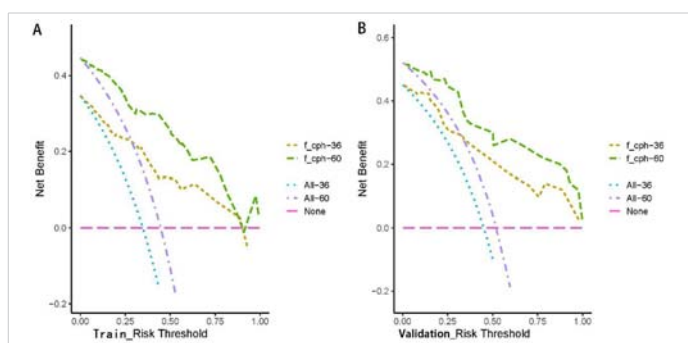 A
B
0.4
0.2
0.0
-0.2
Net Benefit
0.00
0.25
0.50
0.75
1.00
Train_Risk Threshold
f_cph-36
f_cph-60
All-36
All-60
None
0.6
0.4
0.2
0.0
-0.2
Net Benefit
0.00
0.25
0.50
0.75
1.00
Validation_Risk Threshold
f_cph-36
f_cph-60
All-36
All-60
None